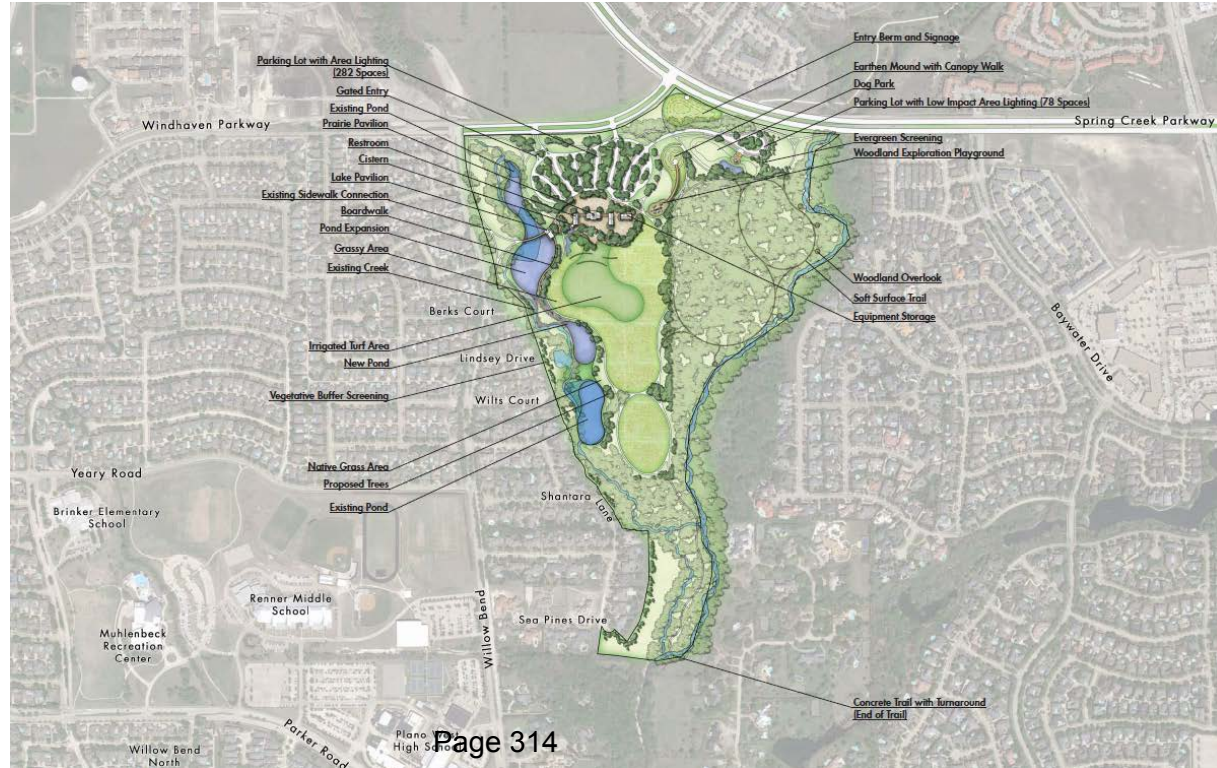 Parking Lot with Area Lighting
(282 Spaces)
Gated Entry
Existing Pond
Prairie Pavilion
Restroom
Cistern
Lake Pavilion
Existing Sidewalk Connection
Boardwalk
Pond Expansion
Grassy Area
Existing Creek
Irrigated Turf Area
New Pond
Vegetative Buffer Screening
Native Grass Area
Proposed Trees
Existing Pond
Entry Berm and Signage
Earthen Mound with Canopy Walk
Dog Park
Parking Lot with Low Impact Area Lighting (78 Spaces)
Evergreen Screening
Woodland Exploration Playground
Woodland Overlook
Soft Surface Trail
Equipment Storage
Concrete Trail with Turnaround
(End of Trail)
Windhaven Parkway
Spring Creek Parkway
Berks Court
Lindsey Drive
Wilts Court
Baywater Drive
Yeary Road
Brinker Elementary
School
Shantara Lane
Renner Middle
School
Muhlenbeck
Recreation
Center
Willow Bend
Sea Pines Drive
Parker Road
Plano West
High School
Willow Bend
North
Page 314